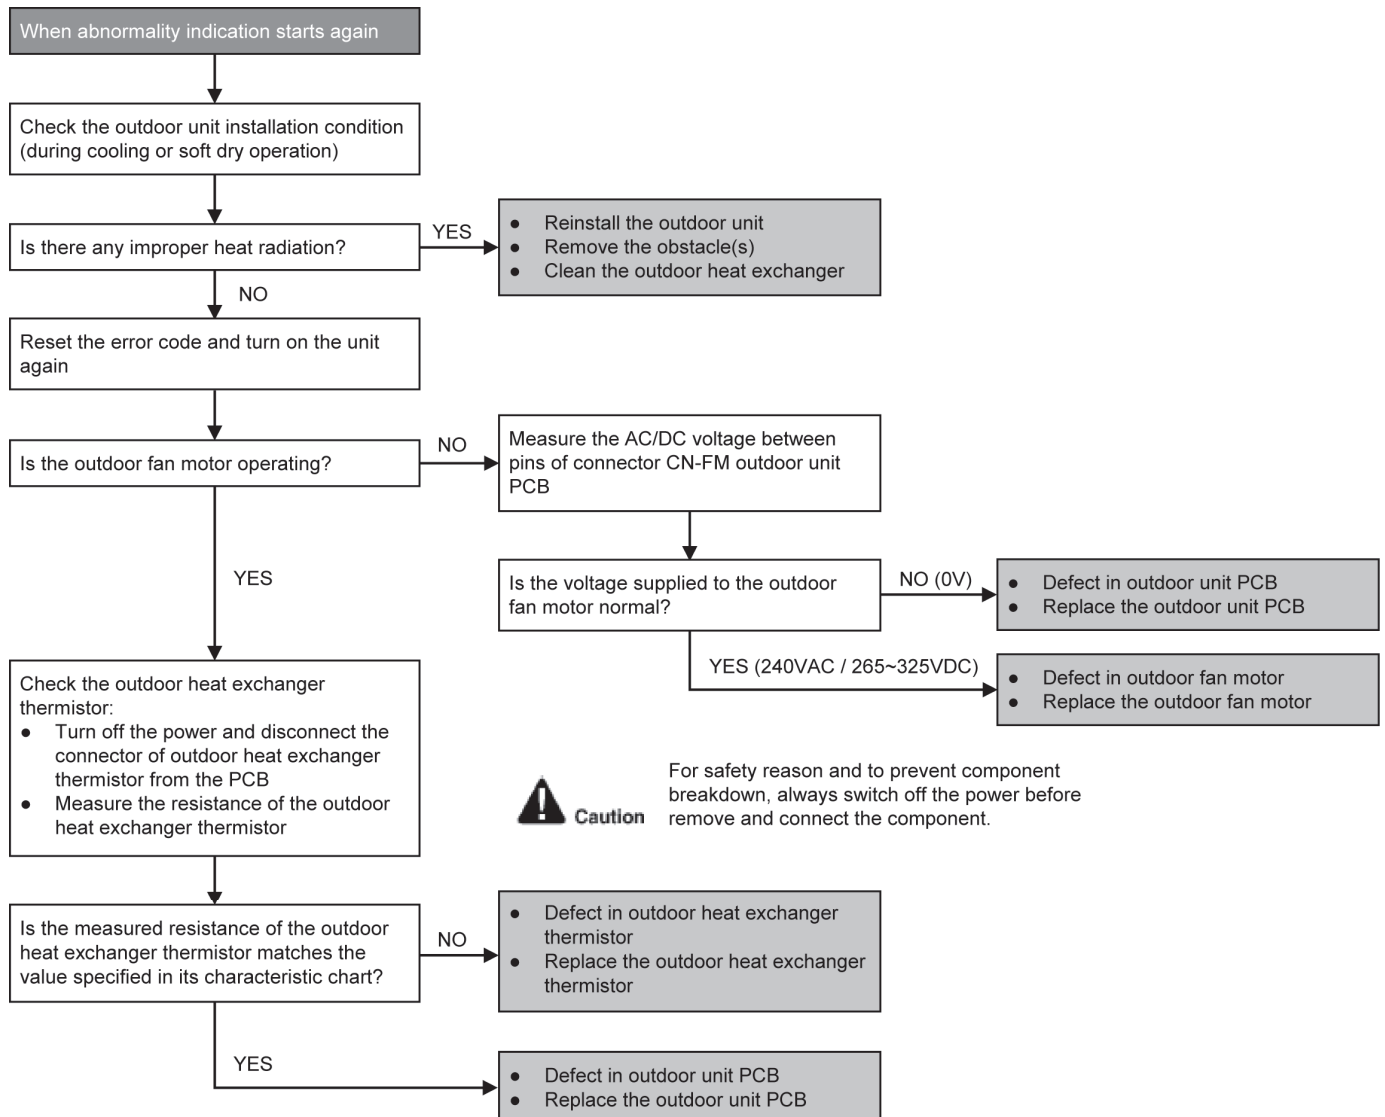 When abnormality indication starts again
Check the outdoor unit installation condition
(during cooling or soft dry operation)
Is there any improper heat radiation?
YES
● Reinstall the outdoor unit
● Remove the obstacle(s)
● Clean the outdoor heat exchanger
NO
Reset the error code and turn on the unit
again
Is the outdoor fan motor operating?
NO
Measure the AC/DC voltage between
pins of connector CN-FM outdoor unit
PCB
Is the voltage supplied to the outdoor
fan motor normal?
NO (0V)
● Defect in outdoor unit PCB
● Replace the outdoor unit PCB
YES (240VAC / 265~325VDC)
● Defect in outdoor fan motor
● Replace the outdoor fan motor
YES
Check the outdoor heat exchanger
thermistor:
● Turn off the power and disconnect the
connector of outdoor heat exchanger
thermistor from the PCB
● Measure the resistance of the outdoor
heat exchanger thermistor
Caution
For safety reason and to prevent component
breakdown, always switch off the power before
remove and connect the component.
Is the measured resistance of the outdoor
heat exchanger thermistor matches the
value specified in its characteristic chart?
NO
● Defect in outdoor heat exchanger
thermistor
● Replace the outdoor heat exchanger
thermistor
YES
● Defect in outdoor unit PCB
● Replace the outdoor unit PCB